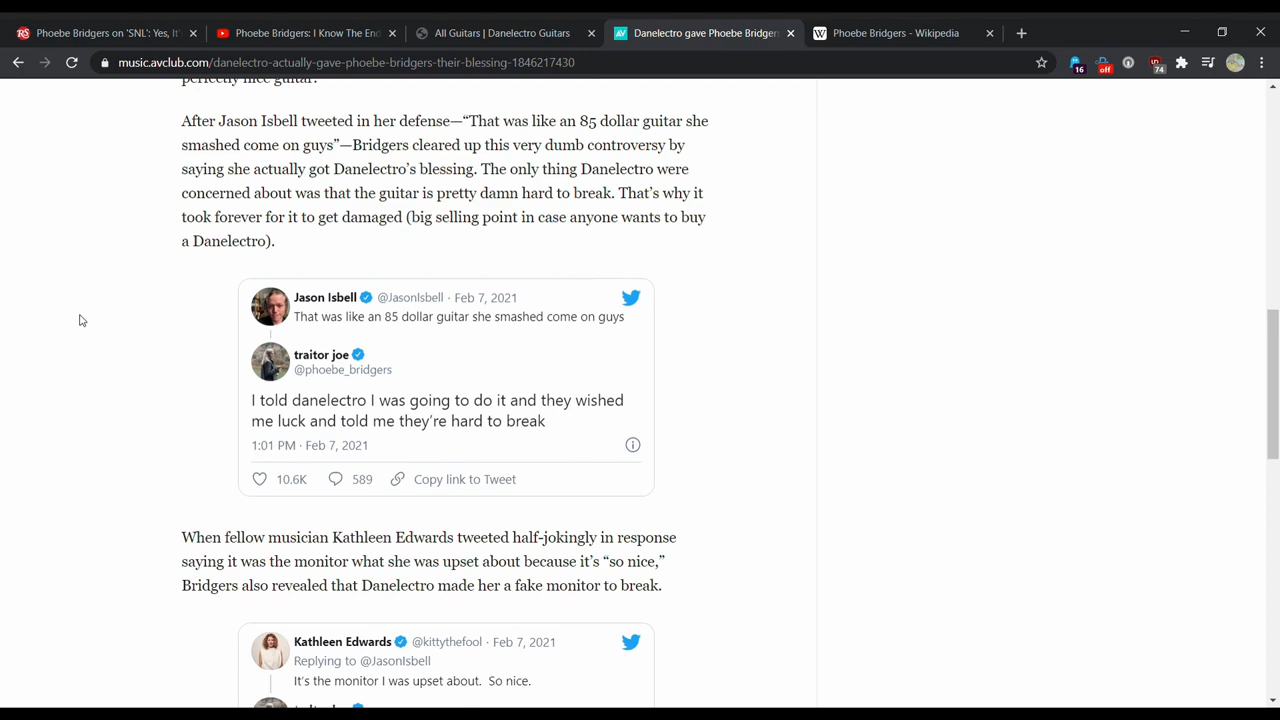 Phoebe Bridgers on 'SNL': Yes, It'
Phoebe Bridgers: I Know The End
All Guitars | Danelectro Guitars
Danelectro gave Phoebe Bridgers
Phoebe Bridgers - Wikipedia
music.avclub.com/danelectro-actually-gave-phoebe-bridgers-their-blessing-1846217430
16
off
74
perfectly nice guitar.
After Jason Isbell tweeted in her defense—“That was like an 85 dollar guitar she
smashed come on guys”—Bridgers cleared up this very dumb controversy by
saying she actually got Danelectro’s blessing. The only thing Danelectro were
concerned about was that the guitar is pretty damn hard to break. That’s why it
took forever for it to get damaged (big selling point in case anyone wants to buy
a Danelectro).
Jason Isbell @JasonIsbell · Feb 7, 2021
That was like an 85 dollar guitar she smashed come on guys
traitor joe
@phoebe_bridgers
I told danelectro I was going to do it and they wished
me luck and told me they’re hard to break
1:01 PM · Feb 7, 2021
10.6K 589 Copy link to Tweet
When fellow musician Kathleen Edwards tweeted half-jokingly in response
saying it was the monitor what she was upset about because it’s “so nice,”
Bridgers also revealed that Danelectro made her a fake monitor to break.
Kathleen Edwards @kittythefool · Feb 7, 2021
Replying to @JasonIsbell
It’s the monitor I was upset about. So nice.